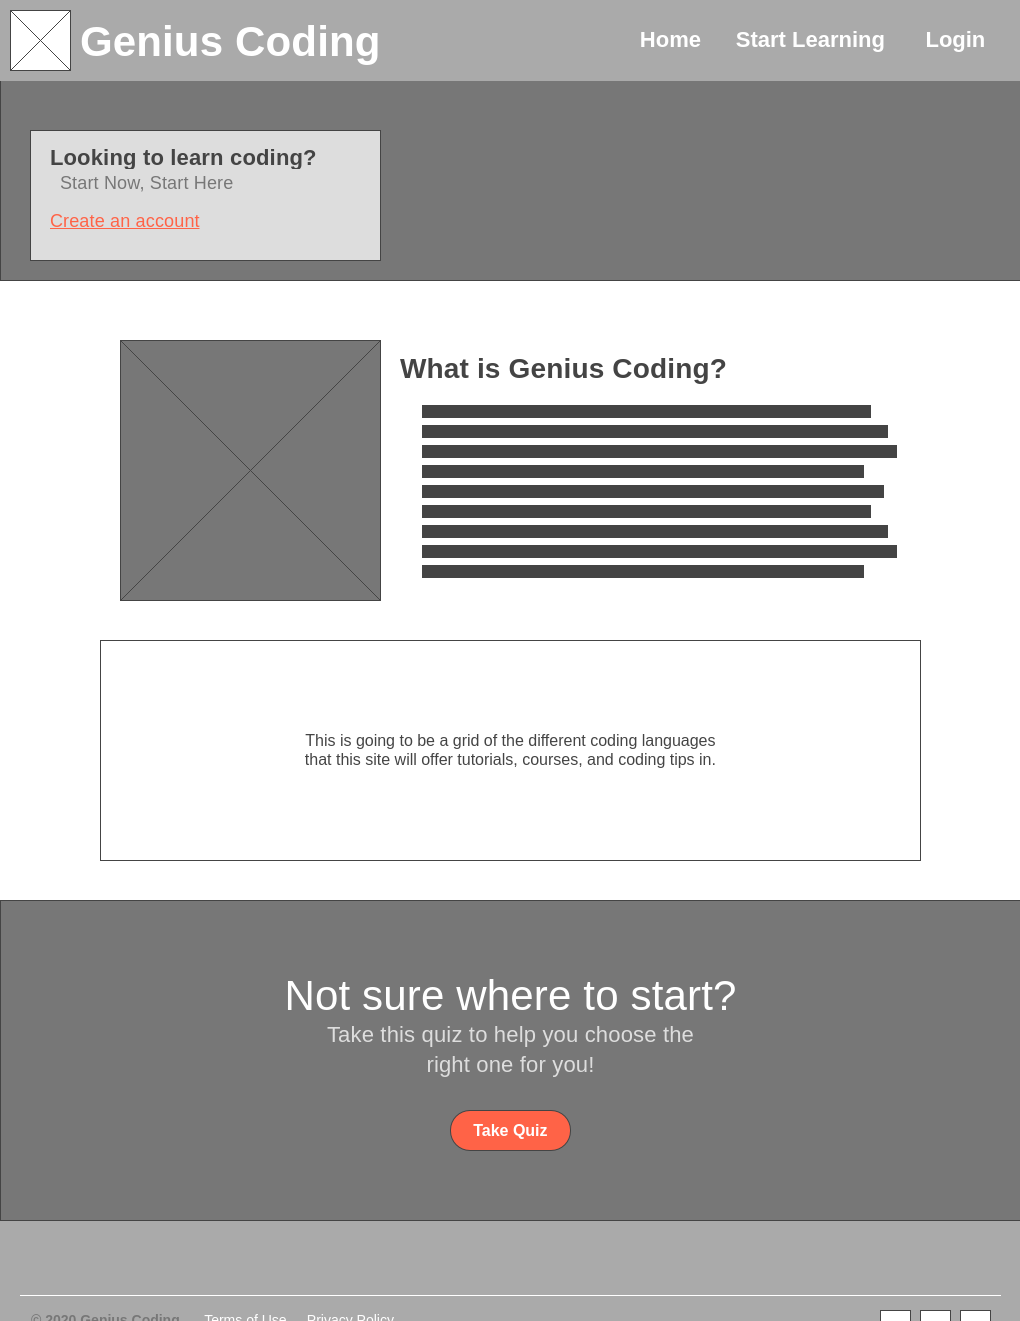 Genius Coding
Home Start Learning Login
Looking to learn coding?
Start Now, Start Here
Create an account
What is Genius Coding?
This is going to be a grid of the different coding languages
that this site will offer tutorials, courses, and coding tips in.
Not sure where to start?
Take this quiz to help you choose the
right one for you!
Take Quiz
© 2020 Genius Coding Terms of Use Privacy Policy